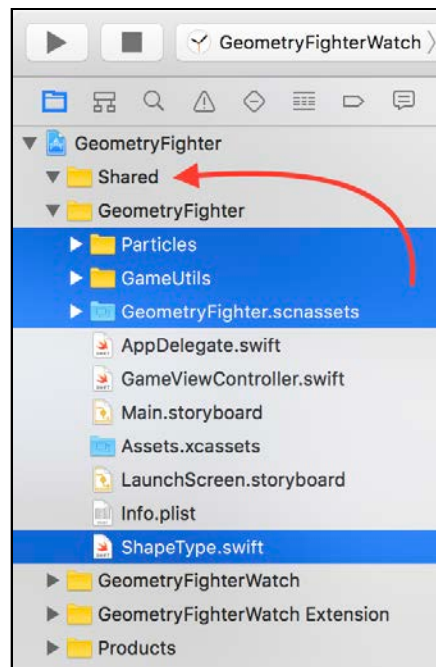 GeometryFighterWatch
GeometryFighter
Shared
GeometryFighter
Particles
GameUtils
GeometryFighter.scnassets
AppDelegate.swift
GameViewController.swift
Main.storyboard
Assets.xcassets
LaunchScreen.storyboard
Info.plist
ShapeType.swift
GeometryFighterWatch
GeometryFighterWatch Extension
Products